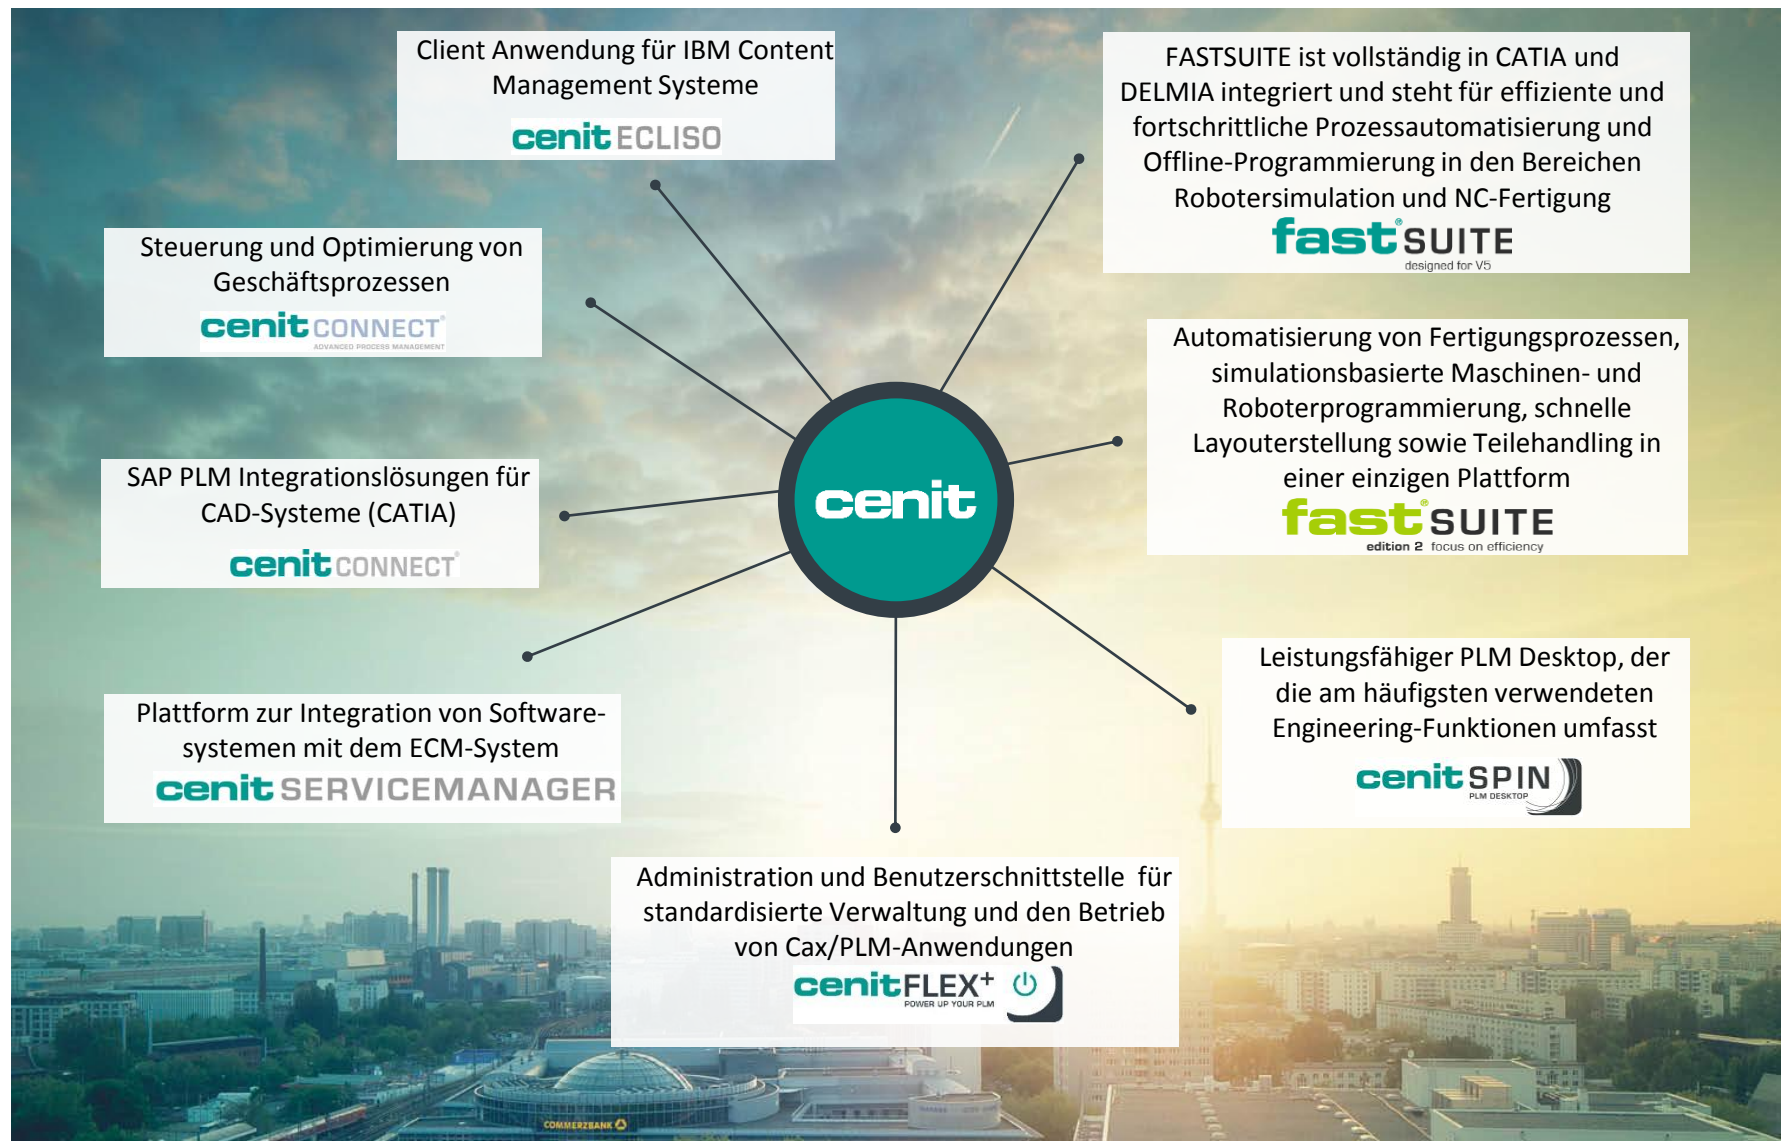 Client Anwendung für IBM Content
Management Systeme
cenit ECLISO
FASTSUITE ist vollständig in CATIA und
DELMIA integriert und steht für effiziente und
fortschrittliche Prozessautomatisierung und
Offline-Programmierung in den Bereichen
Robotersimulation und NC-Fertigung
fast® SUITE
designed for V5
Steuerung und Optimierung von
Geschäftsprozessen
cenit CONNECT®
ADVANCED PROCESS MANAGEMENT
Automatisierung von Fertigungsprozessen,
simulationsbasierte Maschinen- und
Roboterprogrammierung, schnelle
Layouterstellung sowie Teilehandling in
einer einzigen Plattform
fast® SUITE
edition 2 focus on efficiency
cenit
SAP PLM Integrationslösungen für
CAD-Systeme (CATIA)
cenit CONNECT®
Leistungsfähiger PLM Desktop, der
die am häufigsten verwendeten
Engineering-Funktionen umfasst
cenit SPIN
PLM DESKTOP
Plattform zur Integration von Software-
systemen mit dem ECM-System
cenit SERVICEMANAGER
Administration und Benutzerschnittstelle für
standardisierte Verwaltung und den Betrieb
von Cax/PLM-Anwendungen
cenit FLEX+
POWER UP YOUR PLM
COMMERZBANK